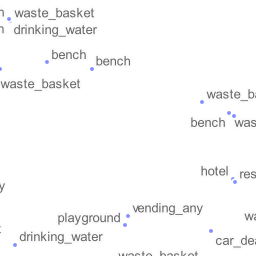 waste_basket
drinking_water
bench
bench
waste_basket
waste_ba
bench
was
hotel
res
playground
vending_any
wa
drinking_water
car_dea
waste_basket